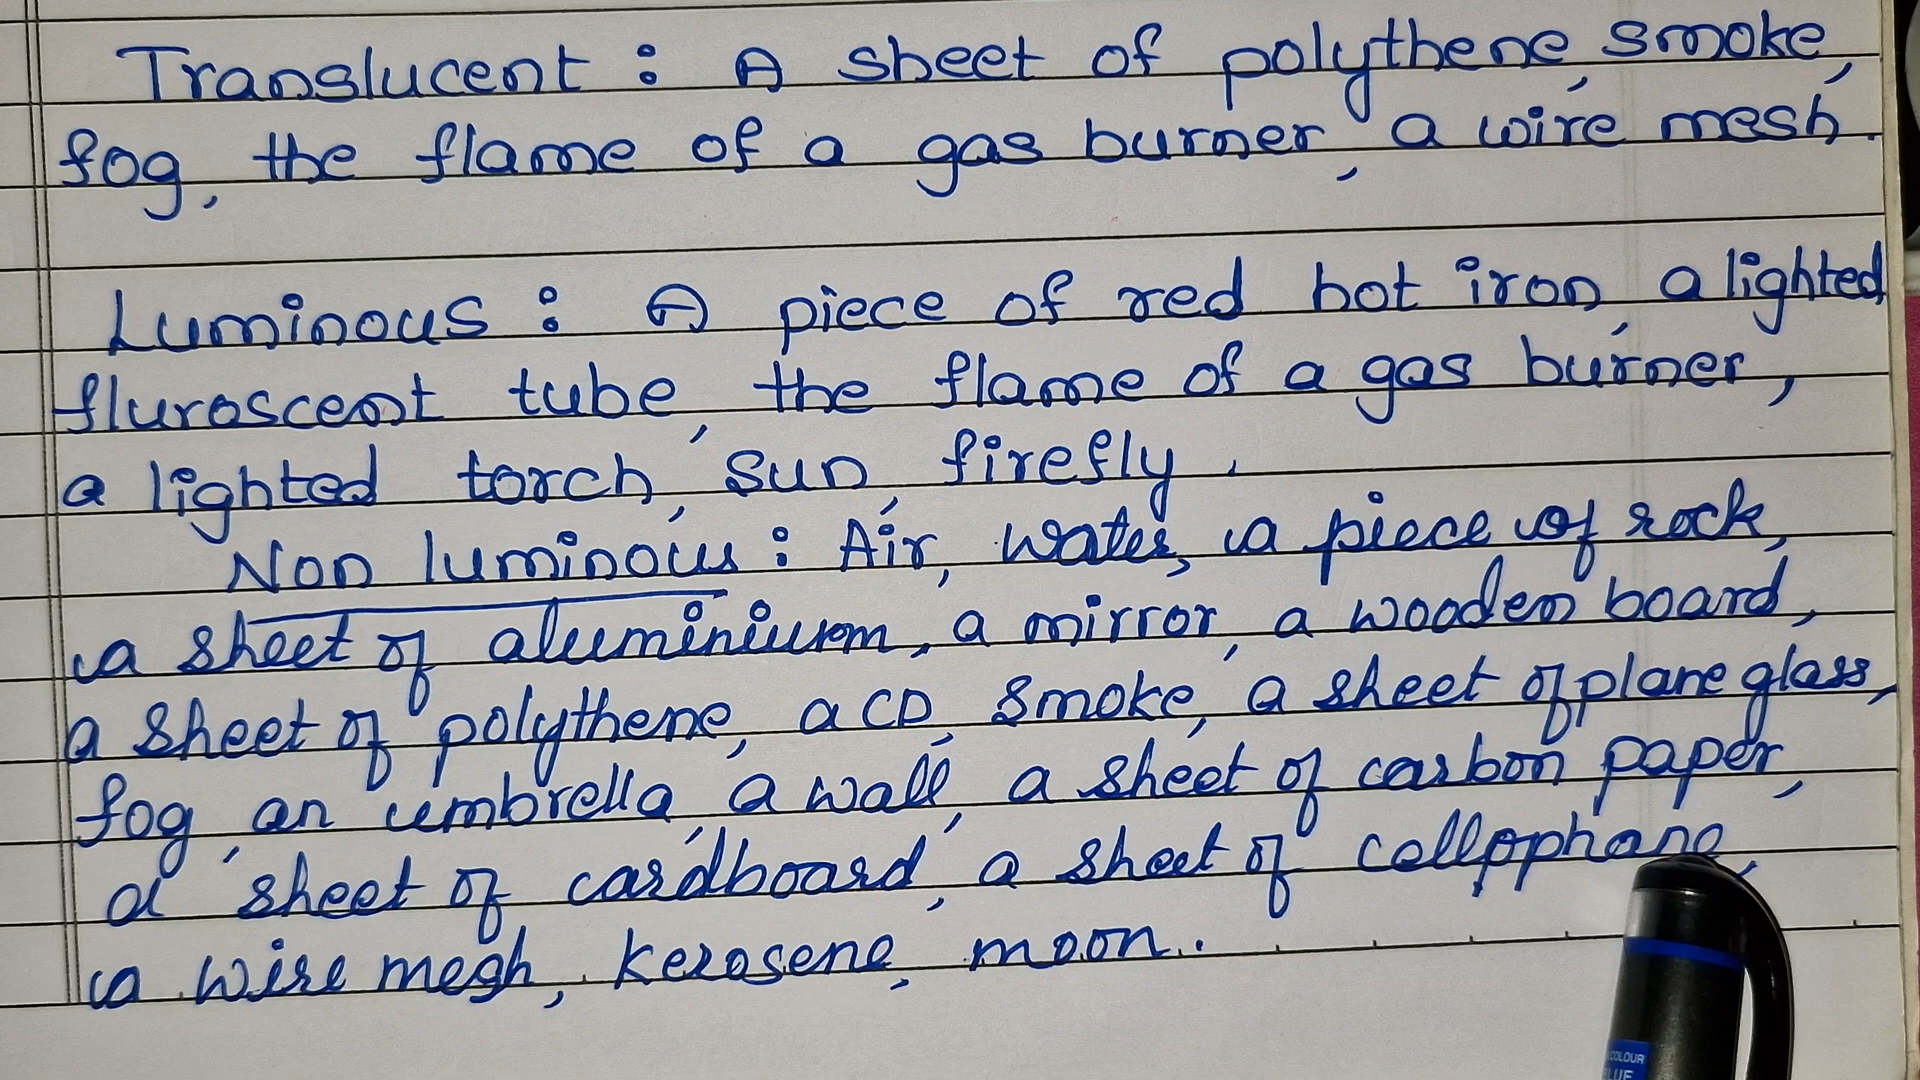 Translucent : A sheet of polythene, smoke,
fog, the flame of a gas burner, a wire mesh.
Luminous : A piece of red hot iron, a lighted
fluroscent tube, the flame of a gas burner,
a lighted torch, sun, firefly.
Non luminous : Air, water, a piece of rock,
a sheet of aluminium, a mirror, a wooden board,
a sheet of polythene, a CD, smoke, a sheet of plane glass,
fog, an umbrella, a wall, a sheet of carbon paper,
a sheet of cardboard, a sheet of cellophane,
a wire mesh, kerosene, moon.
COLOUR
BLUE